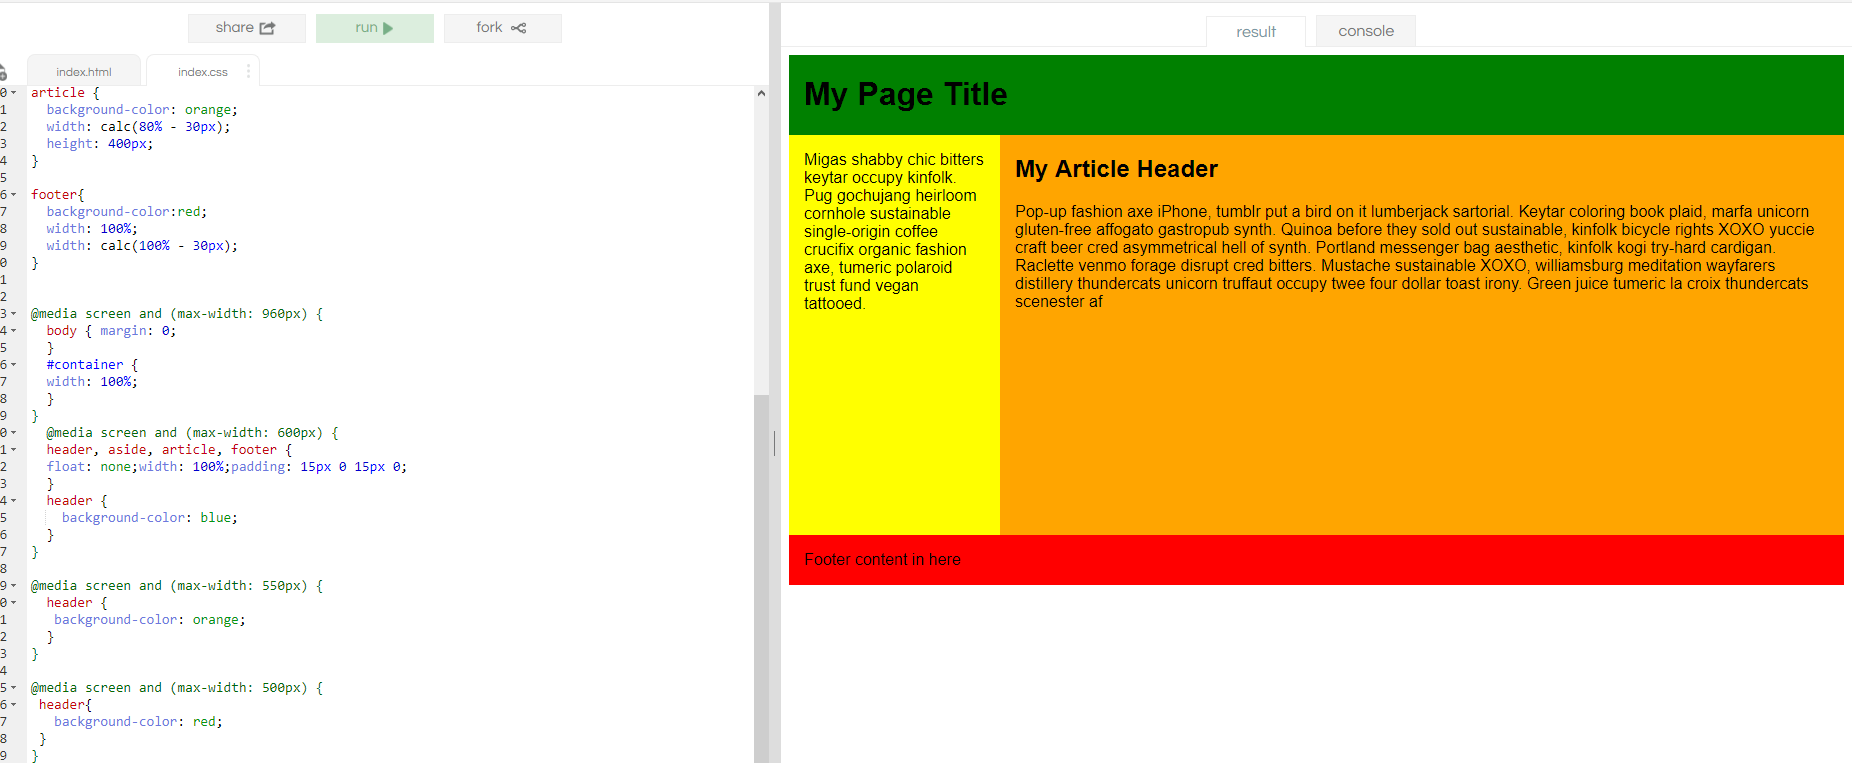 share
run
fork
result
console
index.html
index.css
0 article {
1 background-color: orange;
2 width: calc(80% - 30px);
3 height: 400px;
4 }
5
6 footer{
7 background-color:red;
8 width: 100%;
9 width: calc(100% - 30px);
0 }
1
2
3 @media screen and (max-width: 960px) {
4 body { margin: 0;
5 }
6 #container {
7 width: 100%;
8 }
9 }
0 @media screen and (max-width: 600px) {
1 header, aside, article, footer {
2 float: none;width: 100%;padding: 15px 0 15px 0;
3 }
4 header {
5 background-color: blue;
6 }
7 }
8
9 @media screen and (max-width: 550px) {
0 header {
1 background-color: orange;
2 }
3 }
4
5 @media screen and (max-width: 500px) {
6 header{
7 background-color: red;
8 }
9 }
My Page Title
Migas shabby chic bitters
keytar occupy kinfolk.
Pug gochujang heirloom
cornhole sustainable
single-origin coffee
crucifix organic fashion
axe, tumeric polaroid
trust fund vegan
tattooed.
My Article Header
Pop-up fashion axe iPhone, tumblr put a bird on it lumberjack sartorial. Keytar coloring book plaid, marfa unicorn
gluten-free affogato gastropub synth. Quinoa before they sold out sustainable, kinfolk bicycle rights XOXO yuccie
craft beer cred asymmetrical hell of synth. Portland messenger bag aesthetic, kinfolk kogi try-hard cardigan.
Raclette venmo forage disrupt cred bitters. Mustache sustainable XOXO, williamsburg meditation wayfarers
distillery thundercats unicorn truffaut occupy twee four dollar toast irony. Green juice tumeric la croix thundercats
scenester af
Footer content in here